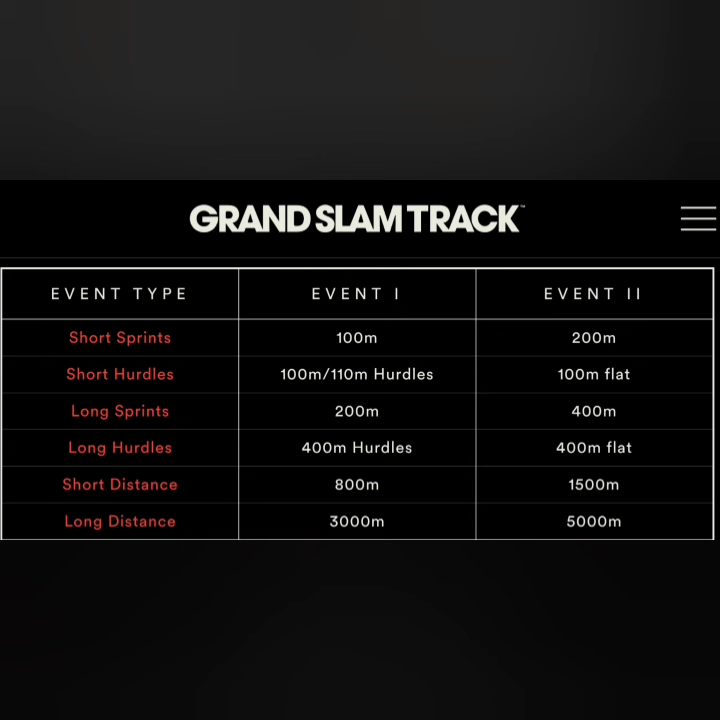 GRAND SLAM TRACK™
EVENT TYPE EVENT I EVENT II
Short Sprints 100m 200m
Short Hurdles 100m/110m Hurdles 100m flat
Long Sprints 200m 400m
Long Hurdles 400m Hurdles 400m flat
Short Distance 800m 1500m
Long Distance 3000m 5000m